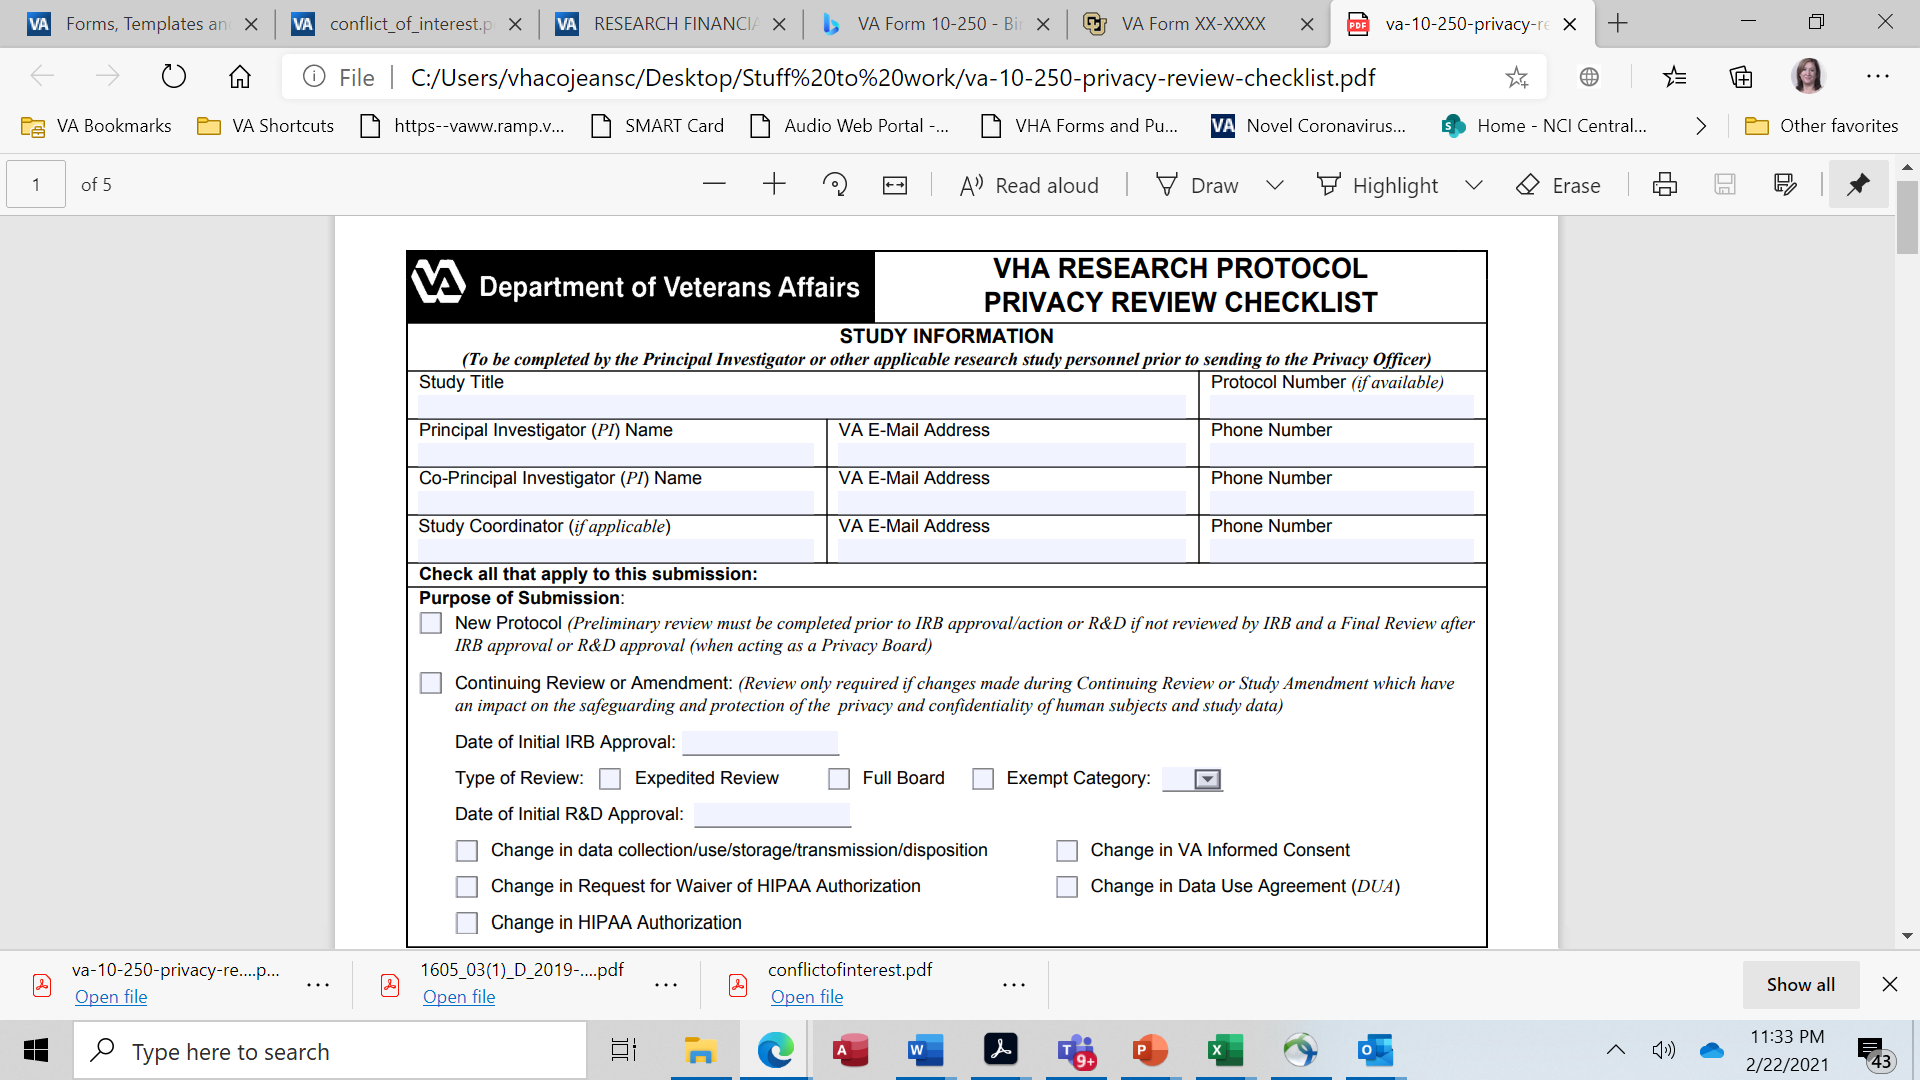 Forms, Templates an
conflict_of_interest.p
RESEARCH FINANCIA
VA Form 10-250 - Bin
VA Form XX-XXXX
va-10-250-privacy-re
File
C:/Users/vhacojeansc/Desktop/Stuff%20to%20work/va-10-250-privacy-review-checklist.pdf
VA Bookmarks
VA Shortcuts
https--vaww.ramp.v...
SMART Card
Audio Web Portal -...
VHA Forms and Pu...
Novel Coronavirus...
Home - NCI Central...
Other favorites
1 of 5
Read aloud
Draw
Highlight
Erase
VA Department of Veterans Affairs
VHA RESEARCH PROTOCOL
PRIVACY REVIEW CHECKLIST
STUDY INFORMATION
(To be completed by the Principal Investigator or other applicable research study personnel prior to sending to the Privacy Officer)
Study Title
Protocol Number (if available)
Principal Investigator (PI) Name
VA E-Mail Address
Phone Number
Co-Principal Investigator (PI) Name
VA E-Mail Address
Phone Number
Study Coordinator (if applicable)
VA E-Mail Address
Phone Number
Check all that apply to this submission:
Purpose of Submission:
New Protocol (Preliminary review must be completed prior to IRB approval/action or R&D if not reviewed by IRB and a Final Review after
IRB approval or R&D approval (when acting as a Privacy Board)
Continuing Review or Amendment: (Review only required if changes made during Continuing Review or Study Amendment which have
an impact on the safeguarding and protection of the privacy and confidentiality of human subjects and study data)
Date of Initial IRB Approval:
Type of Review:
Expedited Review
Full Board
Exempt Category:
Date of Initial R&D Approval:
Change in data collection/use/storage/transmission/disposition
Change in VA Informed Consent
Change in Request for Waiver of HIPAA Authorization
Change in Data Use Agreement (DUA)
Change in HIPAA Authorization
va-10-250-privacy-re....p...
Open file
1605_03(1)_D_2019-....pdf
Open file
conflictofinterest.pdf
Open file
Show all
Type here to search
9+
11:33 PM
2/22/2021
43